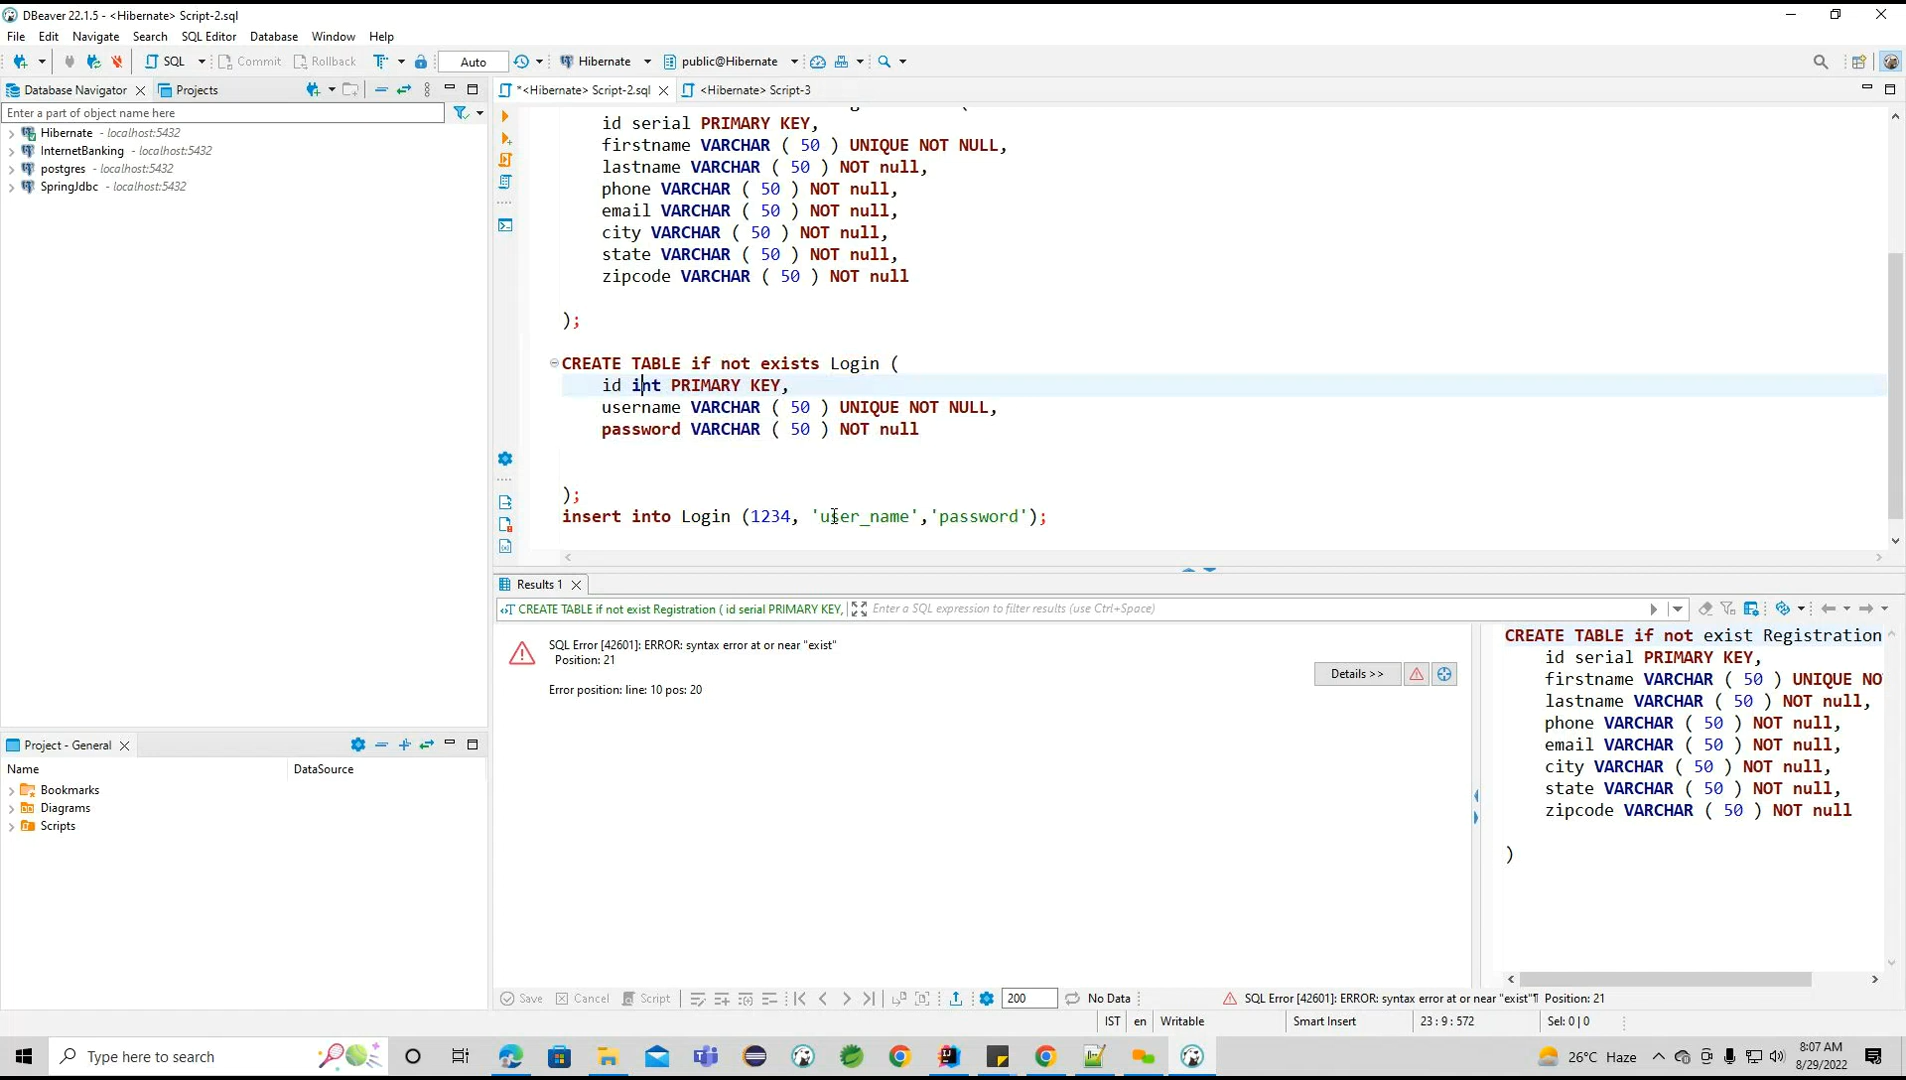 DBeaver 22.1.5 - <Hibernate> Script-2.sql
File Edit Navigate Search SQL Editor Database Window Help
SQL Commit Rollback Auto Hibernate public@Hibernate
Database Navigator Projects *<Hibernate> Script-2.sql <Hibernate> Script-3
Enter a part of object name here
Hibernate - localhost:5432
InternetBanking - localhost:5432
postgres - localhost:5432
SpringJdbc - localhost:5432
id serial PRIMARY KEY,
firstname VARCHAR ( 50 ) UNIQUE NOT NULL,
lastname VARCHAR ( 50 ) NOT null,
phone VARCHAR ( 50 ) NOT null,
email VARCHAR ( 50 ) NOT null,
city VARCHAR ( 50 ) NOT null,
state VARCHAR ( 50 ) NOT null,
zipcode VARCHAR ( 50 ) NOT null
);
CREATE TABLE if not exists Login (
id int PRIMARY KEY,
username VARCHAR ( 50 ) UNIQUE NOT NULL,
password VARCHAR ( 50 ) NOT null
);
insert into Login (1234, 'user_name','password');
Results 1
CREATE TABLE if not exist Registration ( id serial PRIMARY KEY, Enter a SQL expression to filter results (use Ctrl+Space)
SQL Error [42601]: ERROR: syntax error at or near "exist"
Position: 21
Error position: line: 10 pos: 20
Details >>
CREATE TABLE if not exist Registration
id serial PRIMARY KEY,
firstname VARCHAR ( 50 ) UNIQUE NO
lastname VARCHAR ( 50 ) NOT null,
phone VARCHAR ( 50 ) NOT null,
email VARCHAR ( 50 ) NOT null,
city VARCHAR ( 50 ) NOT null,
state VARCHAR ( 50 ) NOT null,
zipcode VARCHAR ( 50 ) NOT null
)
Project - General
Name DataSource
Bookmarks
Diagrams
Scripts
Save Cancel Script 200 No Data SQL Error [42601]: ERROR: syntax error at or near "exist"¶ Position: 21
IST en Writable Smart Insert 23 : 9 : 572 Sel: 0 | 0
Type here to search 26°C Haze 8:07 AM
8/29/2022